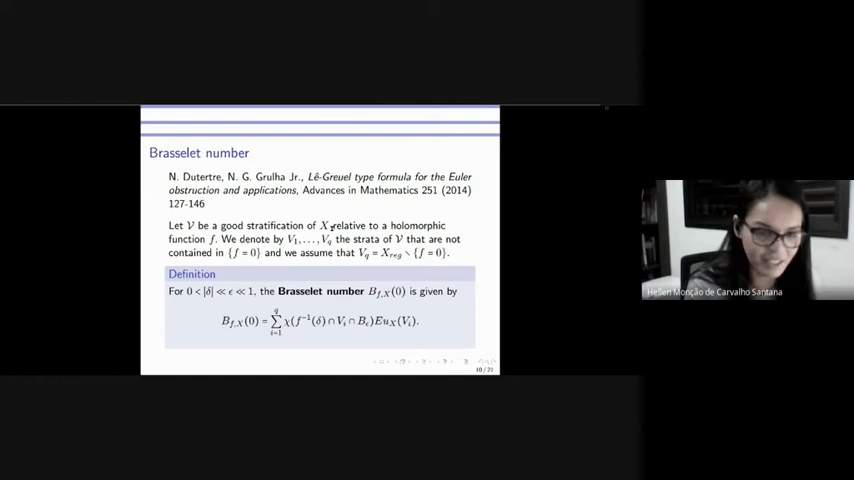 Brasselet number
N. Dutertre, N. G. Grulha Jr., Lê-Greuel type formula for the Euler
obstruction and applications, Advances in Mathematics 251 (2014)
127-146
Let 𝒱 be a good stratification of X relative to a holomorphic
function f. We denote by V₁,...,V_q the strata of 𝒱 that are not
contained in {f = 0} and we assume that V_q = X_reg ∖ {f = 0}.
Definition
For 0 < |δ| ≪ ϵ ≪ 1, the Brasselet number B_{f,X}(0) is given by
B_{f,X}(0) = ∑_{i=1}^{q} χ(f⁻¹(δ) ∩ V_i ∩ B_ϵ)Eu_X(V_i).
10/21
Hellen Monção de Carvalho Santana